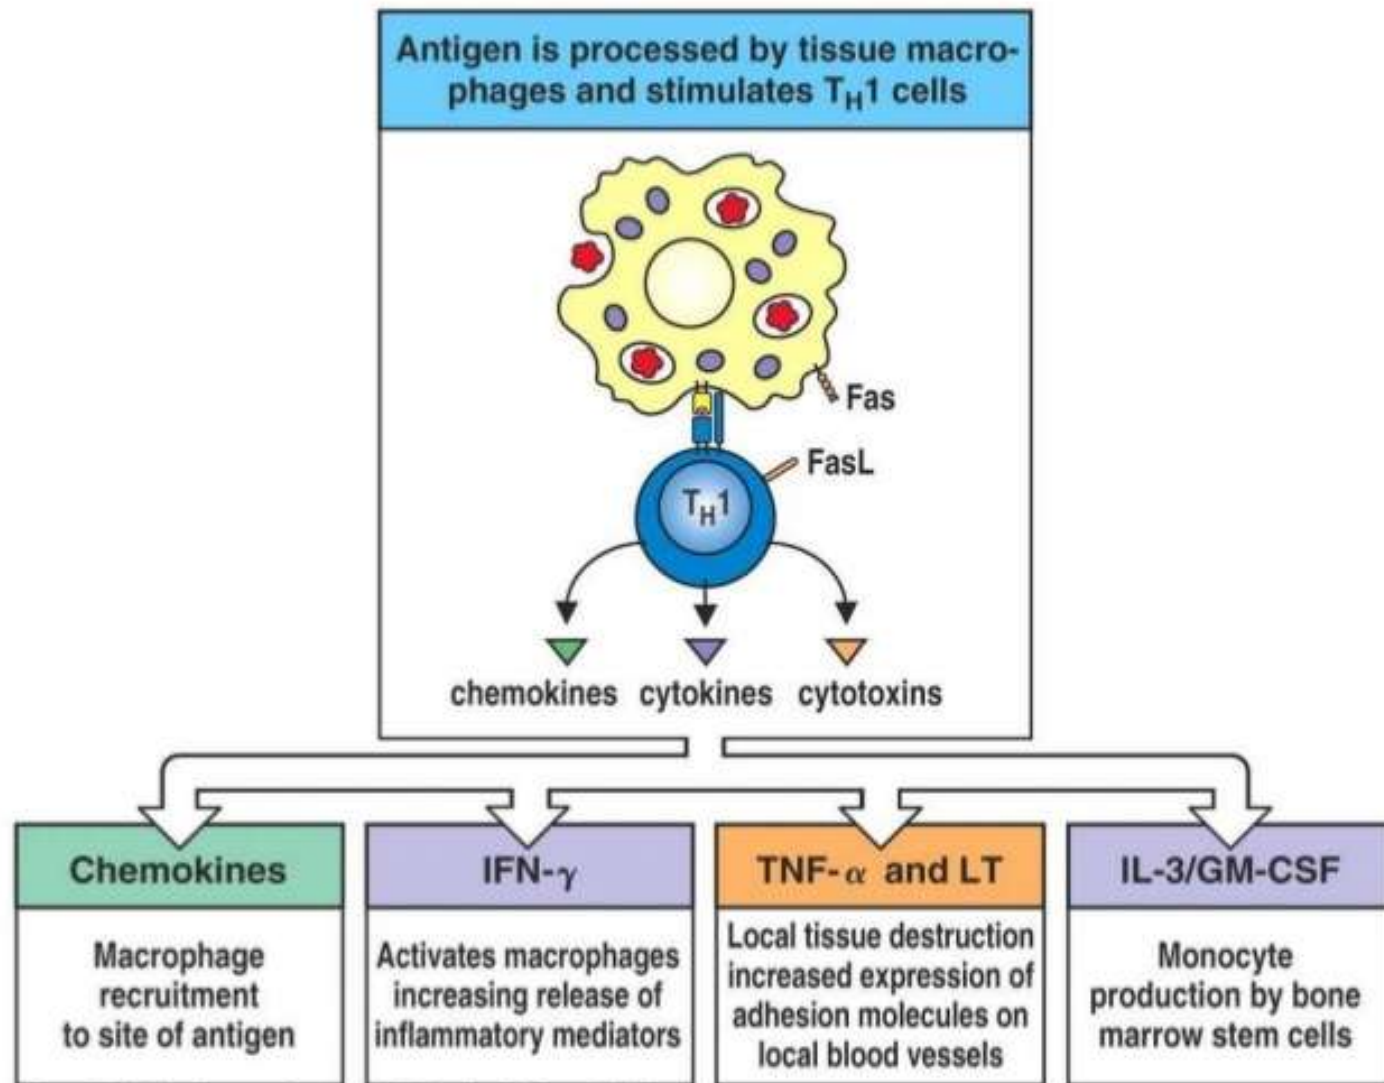 Antigen is processed by tissue macro-
phages and stimulates TH1 cells
Fas
FasL
TH1
chemokines cytokines cytotoxins
Chemokines
Macrophage
recruitment
to site of antigen
IFN-γ
Activates macrophages
increasing release of
inflammatory mediators
TNF-α and LT
Local tissue destruction
increased expression of
adhesion molecules on
local blood vessels
IL-3/GM-CSF
Monocyte
production by bone
marrow stem cells